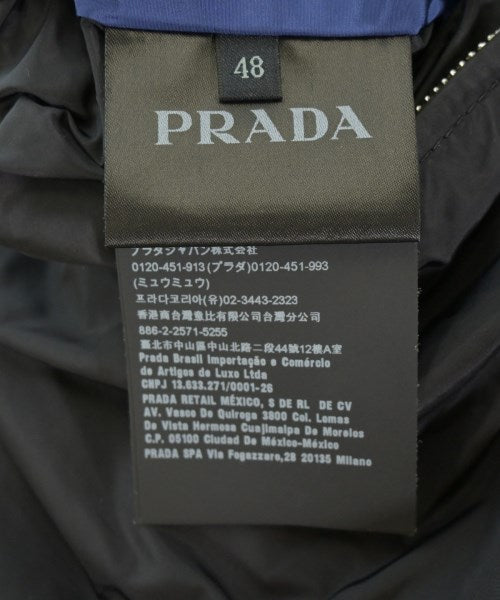 48
PRADA
プラダジャパン株式会社
0120-451-913(プラダ)0120-451-993
(ミュウミュウ)
프라다코리아(유)02-3443-2323
香港商台灣壹比有限公司台灣分公司
886-2-2571-5255
臺北市中山區中山北路二段44號12樓A室
Prada Brasil Importação e Comércio
de Artigos de Luxo Ltda
CNPJ 13.633.271/0001-26
PRADA RETAIL MÉXICO, S DE RL DE CV
AV. Vasco De Quiroga 3800 Col. Lomas
De Vista Hermosa Cuajimalpa De Morelos
C.P. 05100 Ciudad De México-México
PRADA SPA Via Fogazzaro,28 20135 Milano